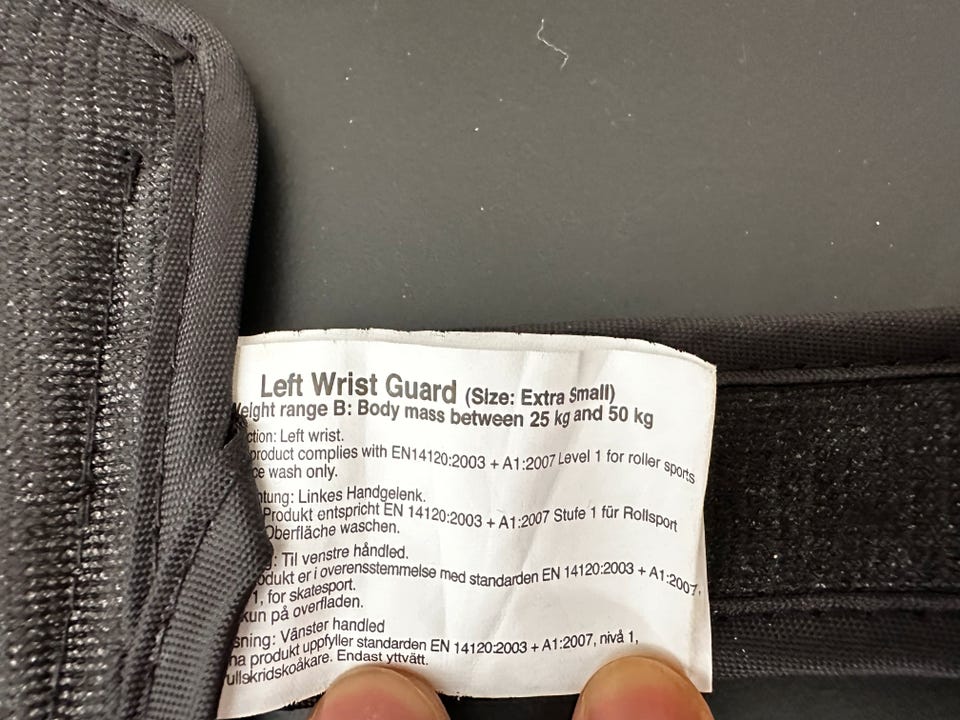 Left Wrist Guard (Size: Extra Small)
Weight range B: Body mass between 25 kg and 50 kg
ction: Left wrist.
product complies with EN14120:2003 + A1:2007 Level 1 for roller sports
ce wash only.
htung: Linkes Handgelenk.
Produkt entspricht EN 14120:2003 + A1:2007 Stufe 1 für Rollsport
Oberfläche waschen.
g: Til venstre håndled.
odukt er i overensstemmelse med standarden EN 14120:2003 + A1:2007,
1, for skatesport.
kun på overfladen.
sning: Vänster handled
na produkt uppfyller standarden EN 14120:2003 + A1:2007, nivå 1,
ullskridskoåkare. Endast yttvätt.